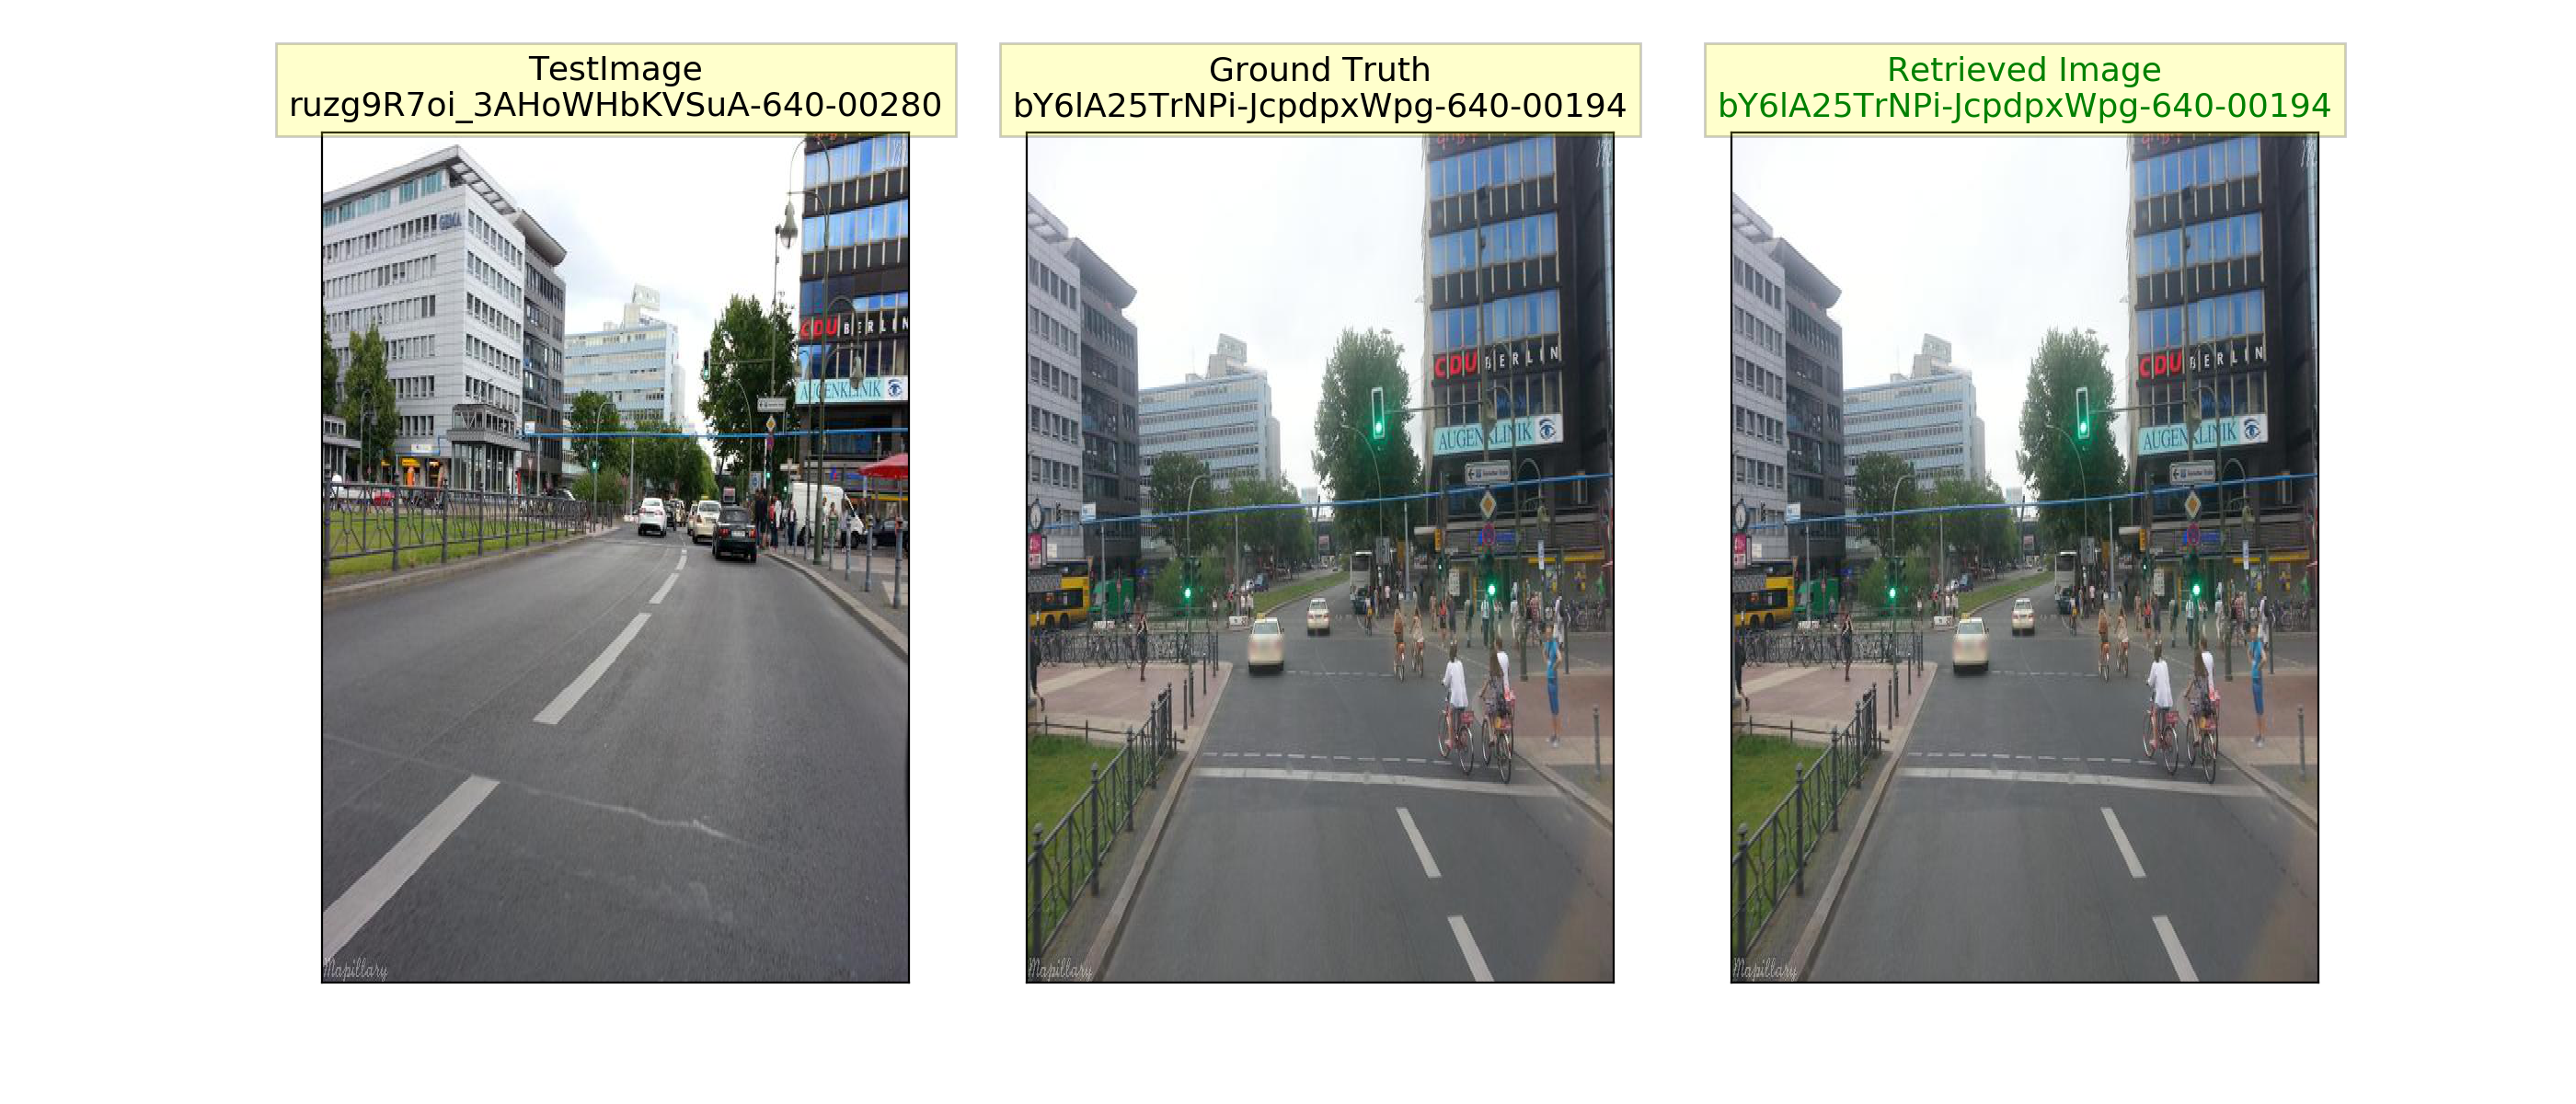 TestImage
ruzg9R7oi_3AHoWHbKVSuA-640-00280
Ground Truth
bY6lA25TrNPi-JcpdpxWpg-640-00194
Retrieved Image
bY6lA25TrNPi-JcpdpxWpg-640-00194
GEMA
CDU BERLIN
AUGENKLINIK
Mapillary
CDU BERLIN
AUGENKLINIK
Mapillary
CDU BERLIN
AUGENKLINIK
Mapillary